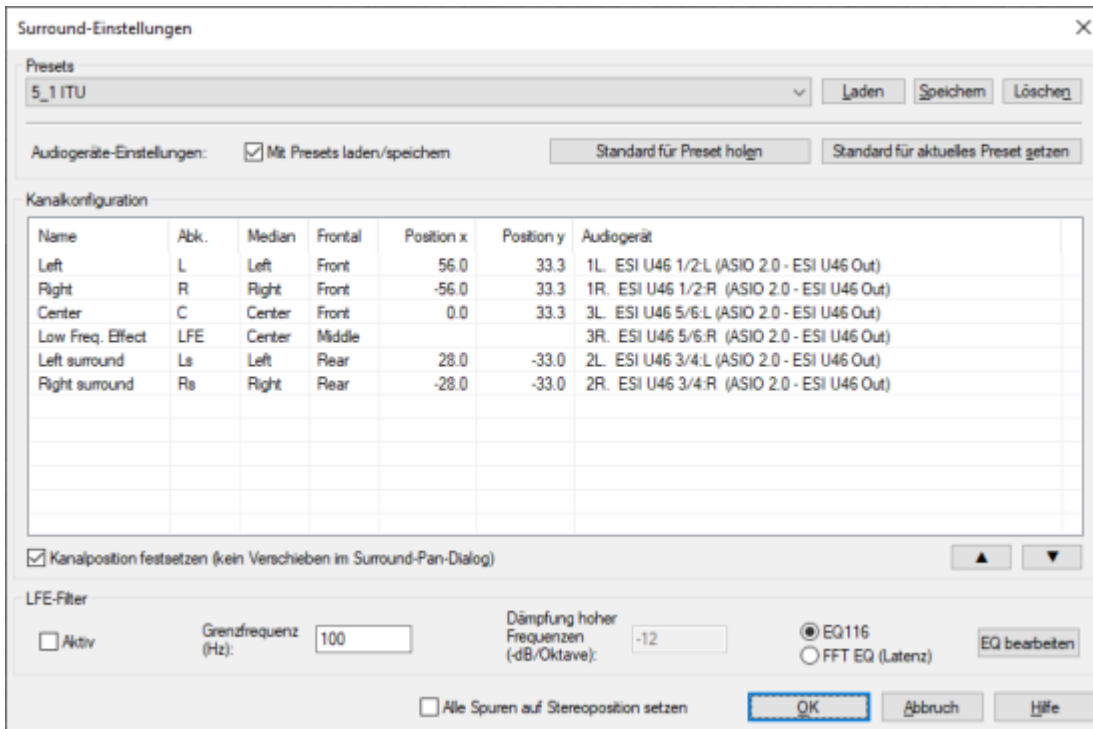 Surround-Einstellungen
Presets
5_1 ITU
Laden
Speichern
Löschen
Audiogeräte-Einstellungen:
Mit Presets laden/speichern
Standard für Preset holen
Standard für aktuelles Preset setzen
Kanalkonfiguration
Name Abk. Median Frontal Position x Position y Audiogerät
Left L Left Front 56.0 33.3 1L. ESI U46 1/2:L (ASIO 2.0 - ESI U46 Out)
Right R Right Front -56.0 33.3 1R. ESI U46 1/2:R (ASIO 2.0 - ESI U46 Out)
Center C Center Front 0.0 33.3 3L. ESI U46 5/6:L (ASIO 2.0 - ESI U46 Out)
Low Freq. Effect LFE Center Middle 3R. ESI U46 5/6:R (ASIO 2.0 - ESI U46 Out)
Left surround Ls Left Rear 28.0 -33.0 2L. ESI U46 3/4:L (ASIO 2.0 - ESI U46 Out)
Right surround Rs Right Rear -28.0 -33.0 2R. ESI U46 3/4:R (ASIO 2.0 - ESI U46 Out)
Kanalposition festsetzen (kein Verschieben im Surround-Pan-Dialog)
LFE-Filter
Aktiv
Grenzfrequenz
(Hz):
100
Dämpfung hoher
Frequenzen
(-dB/Oktave):
-12
EQ116
FFT EQ (Latenz)
EQ bearbeiten
Alle Spuren auf Stereoposition setzen
OK
Abbruch
Hilfe